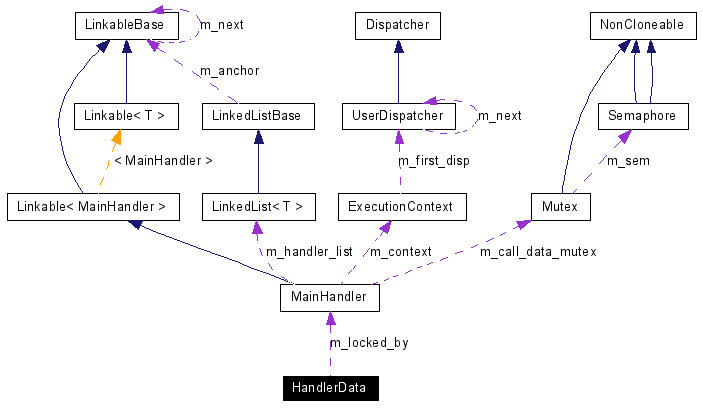 LinkableBase
Dispatcher
NonCloneable
m_next
m_anchor
Linkable< T >
LinkedListBase
UserDispatcher
m_next
Semaphore
< MainHandler >
m_first_disp
m_sem
Linkable< MainHandler >
LinkedList< T >
ExecutionContext
Mutex
m_handler_list
m_context
m_call_data_mutex
MainHandler
m_locked_by
HandlerData